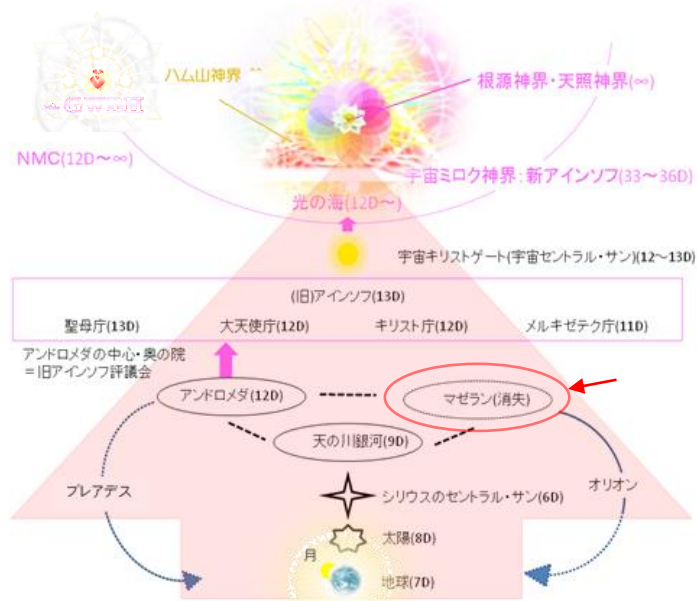 ハム山神界 ^^
根源神界・天照神界(∞)
NMC(12D～∞)
宇宙ミロク神界：新アインソフ(33～36D)
光の海(12D～)
宇宙キリストゲート(宇宙セントラル・サン)(12～13D)
(旧)アインソフ(13D)
聖母庁(13D)
大天使庁(12D)
キリスト庁(12D)
メルキゼテク庁(11D)
アンドロメダの中心・奥の院
＝旧アインソフ評議会
アンドロメダ(12D)
マゼラン(消失)
天の川銀河(9D)
プレアデス
シリウスのセントラル・サン(6D)
オリオン
太陽(8D)
月
地球(7D)